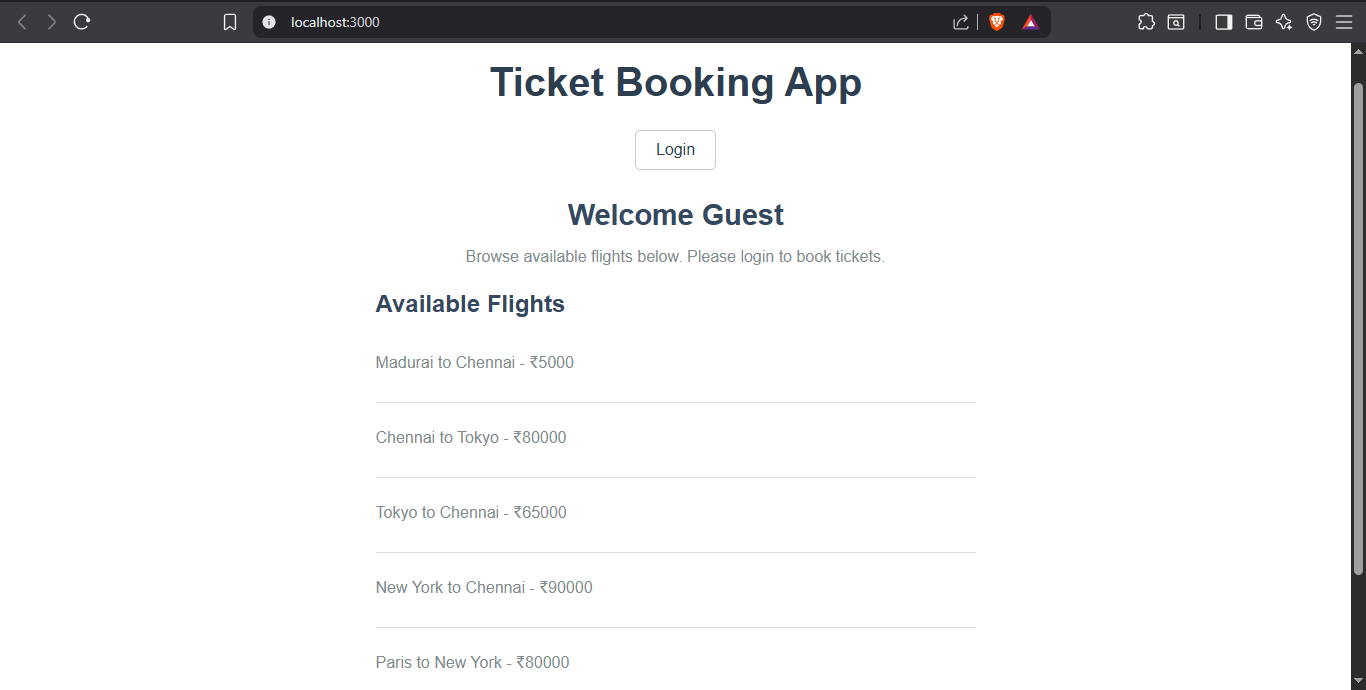 localhost:3000
Ticket Booking App
Login
Welcome Guest
Browse available flights below. Please login to book tickets.
Available Flights
Madurai to Chennai - ₹5000
Chennai to Tokyo - ₹80000
Tokyo to Chennai - ₹65000
New York to Chennai - ₹90000
Paris to New York - ₹80000